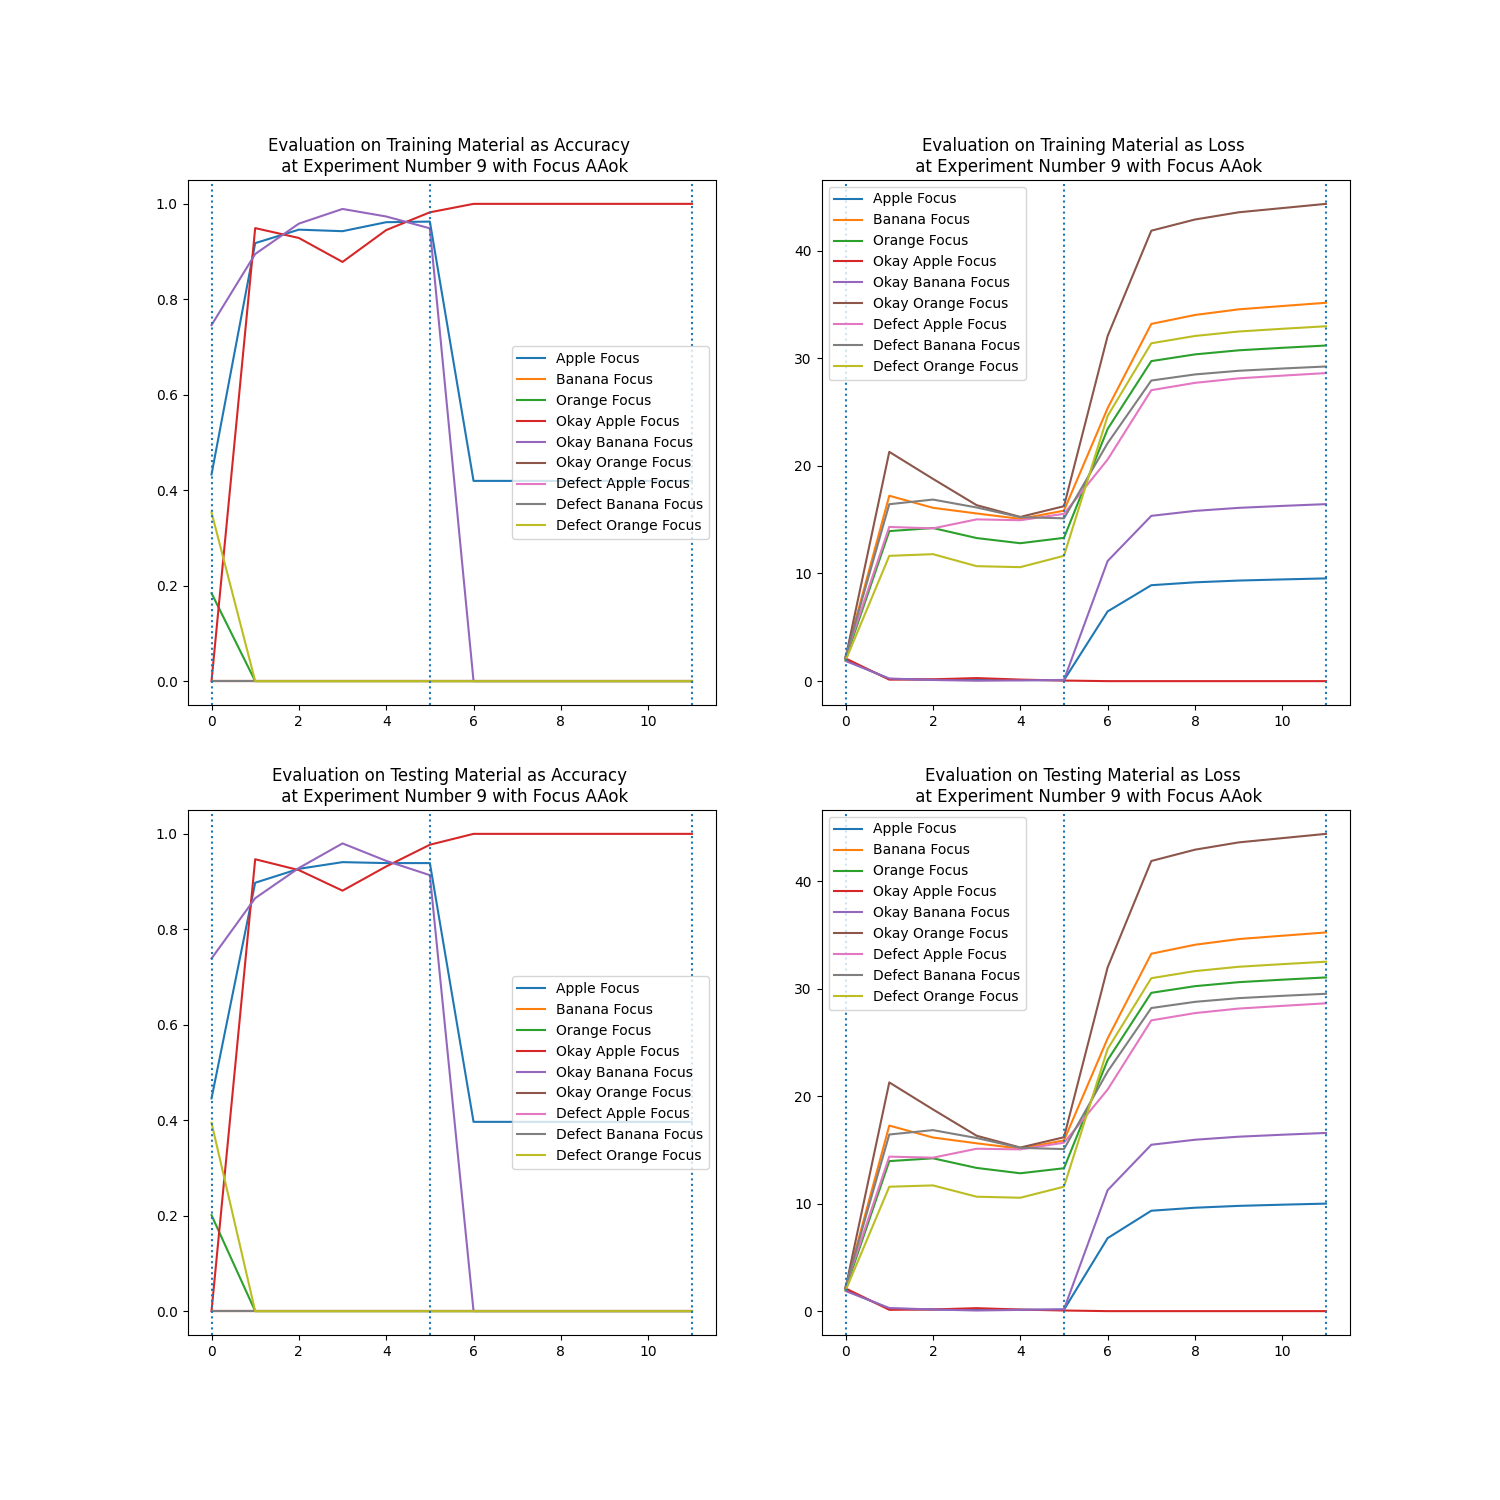 Evaluation on Training Material as Accuracy
at Experiment Number 9 with Focus AAok
1.0
0.8
0.6
0.4
0.2
0.0
0 2 4 6 8 10
Apple Focus
Banana Focus
Orange Focus
Okay Apple Focus
Okay Banana Focus
Okay Orange Focus
Defect Apple Focus
Defect Banana Focus
Defect Orange Focus
Evaluation on Training Material as Loss
at Experiment Number 9 with Focus AAok
Apple Focus
Banana Focus
Orange Focus
Okay Apple Focus
Okay Banana Focus
Okay Orange Focus
Defect Apple Focus
Defect Banana Focus
Defect Orange Focus
40
30
20
10
0
0 2 4 6 8 10
Evaluation on Testing Material as Accuracy
at Experiment Number 9 with Focus AAok
1.0
0.8
0.6
0.4
0.2
0.0
0 2 4 6 8 10
Apple Focus
Banana Focus
Orange Focus
Okay Apple Focus
Okay Banana Focus
Okay Orange Focus
Defect Apple Focus
Defect Banana Focus
Defect Orange Focus
Evaluation on Testing Material as Loss
at Experiment Number 9 with Focus AAok
Apple Focus
Banana Focus
Orange Focus
Okay Apple Focus
Okay Banana Focus
Okay Orange Focus
Defect Apple Focus
Defect Banana Focus
Defect Orange Focus
40
30
20
10
0
0 2 4 6 8 10